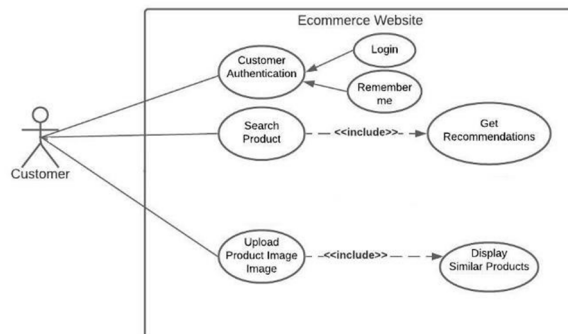 Ecommerce Website
Customer
Authentication
Login
Remember
me
Search
Product
<<include>>
Get
Recommendations
Customer
Upload
Product Image
Image
<<include>>
Display
Similar Products